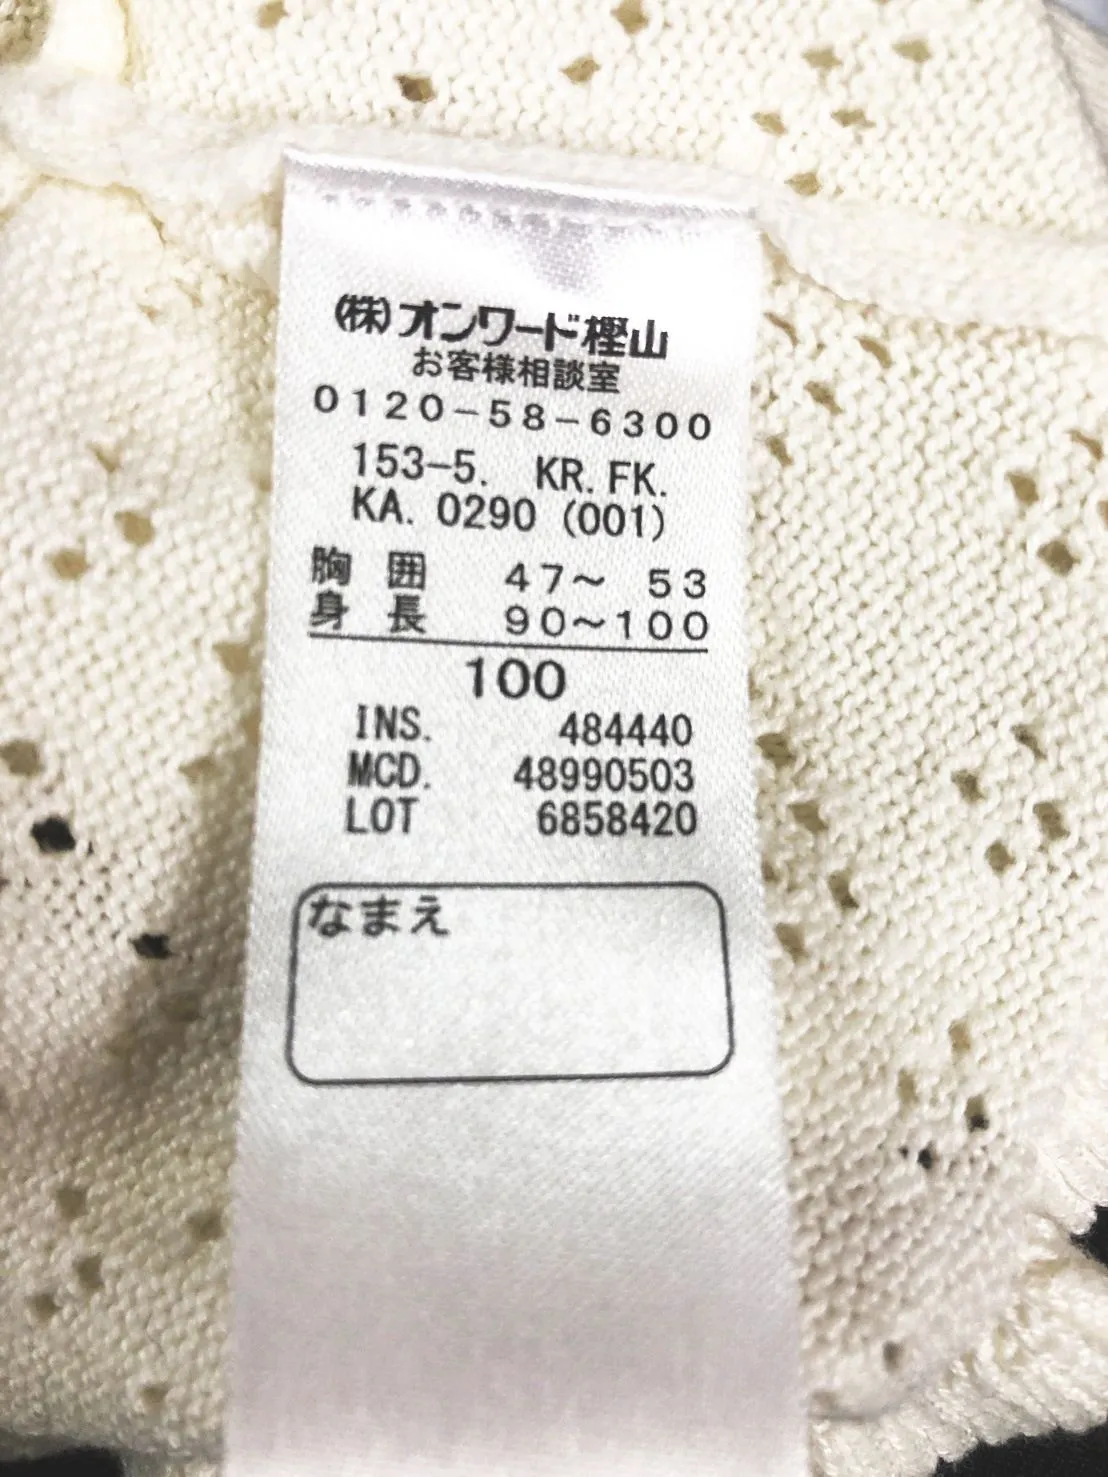 (株)オンワード樫山
お客様相談室
0120-58-6300
153-5. KR.FK.
KA. 0290 (001)
胸囲 47〜 53
身長 90〜100
100
INS. 484440
MCD. 48990503
LOT 6858420
なまえ